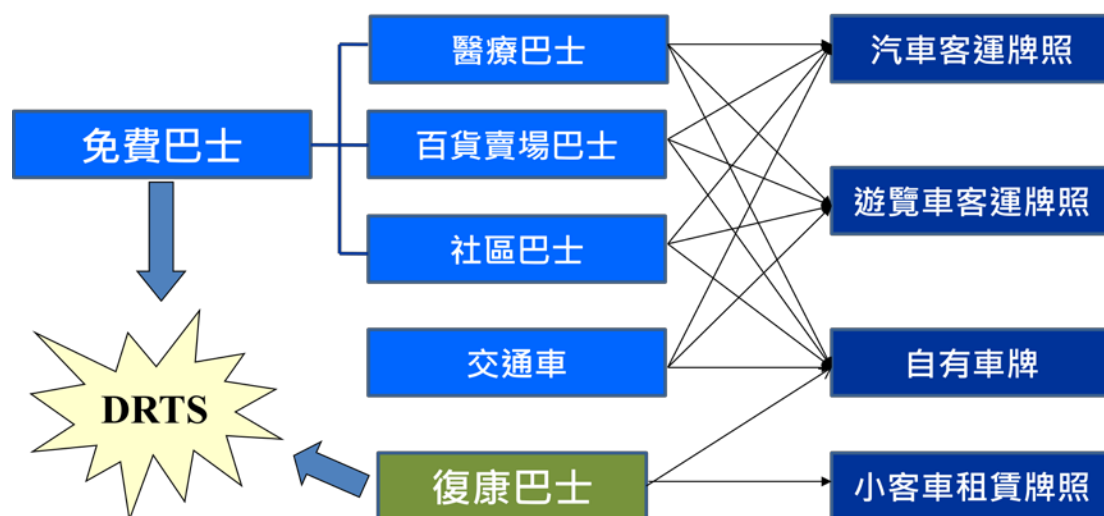 免費巴士
DRTS
醫療巴士
百貨賣場巴士
社區巴士
交通車
復康巴士
汽車客運牌照
遊覽車客運牌照
自有車牌
小客車租賃牌照